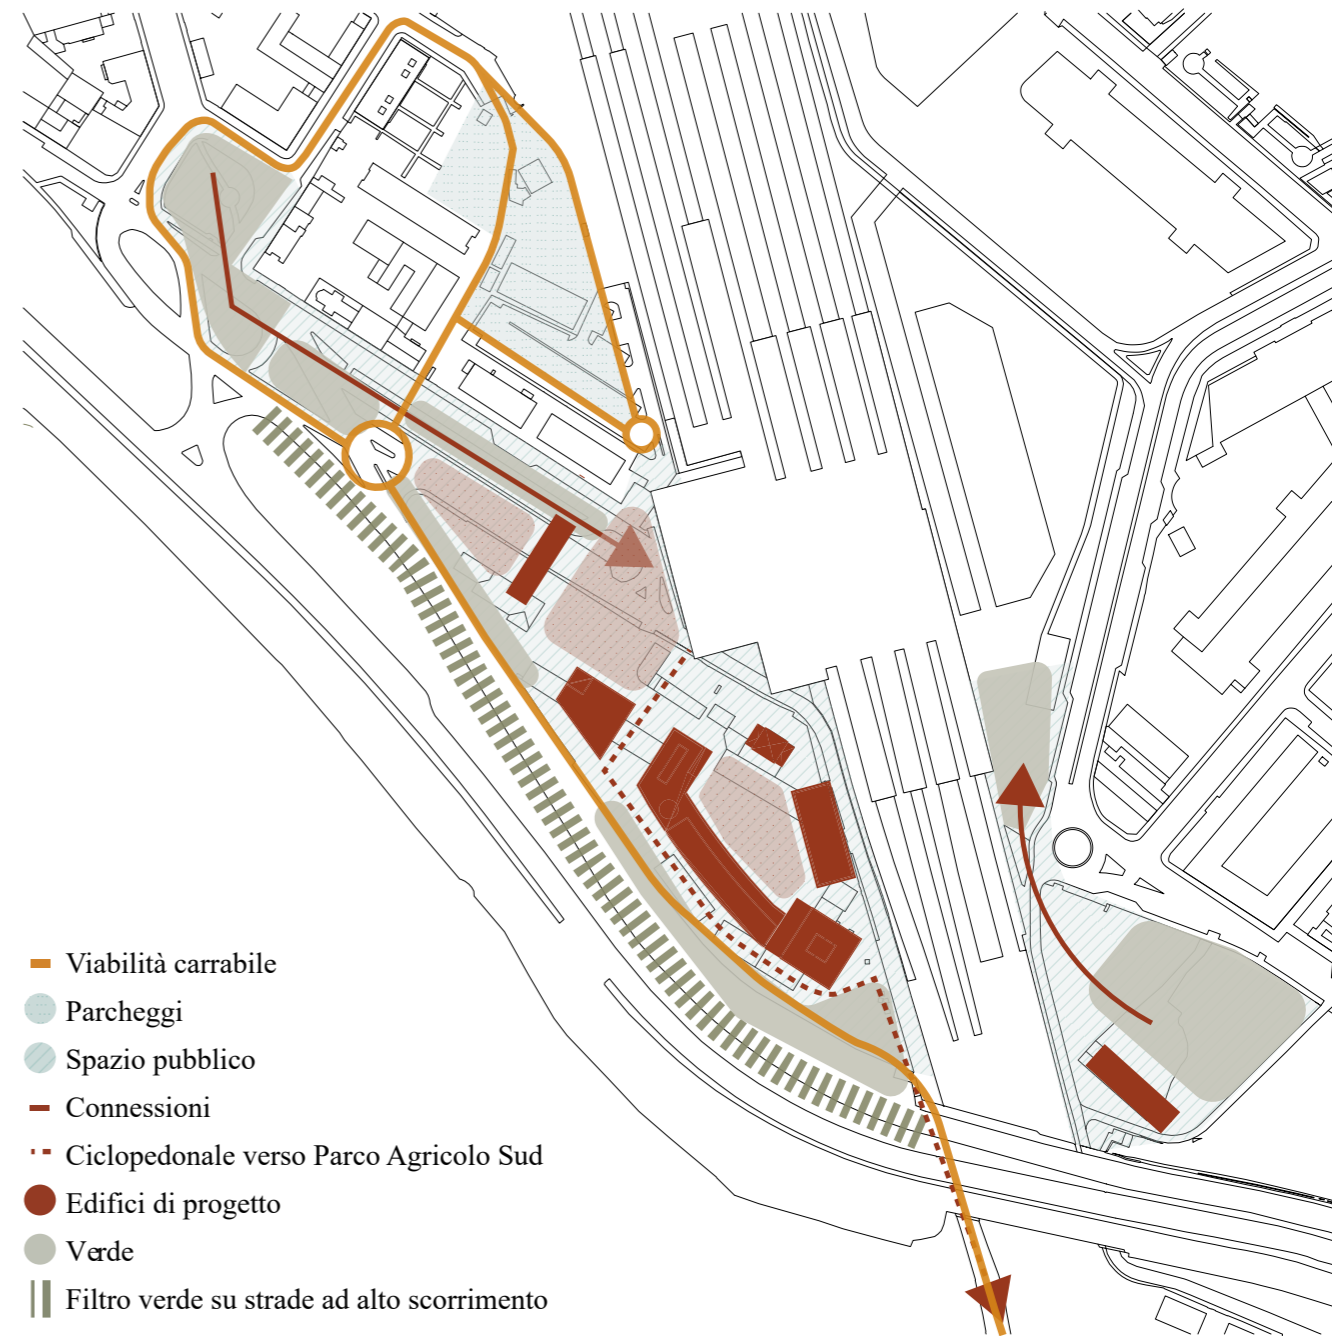 Viabilità carrabile
Parcheggi
Spazio pubblico
Connessioni
Ciclopedonale verso Parco Agricolo Sud
Edifici di progetto
Verde
Filtro verde su strade ad alto scorrimento